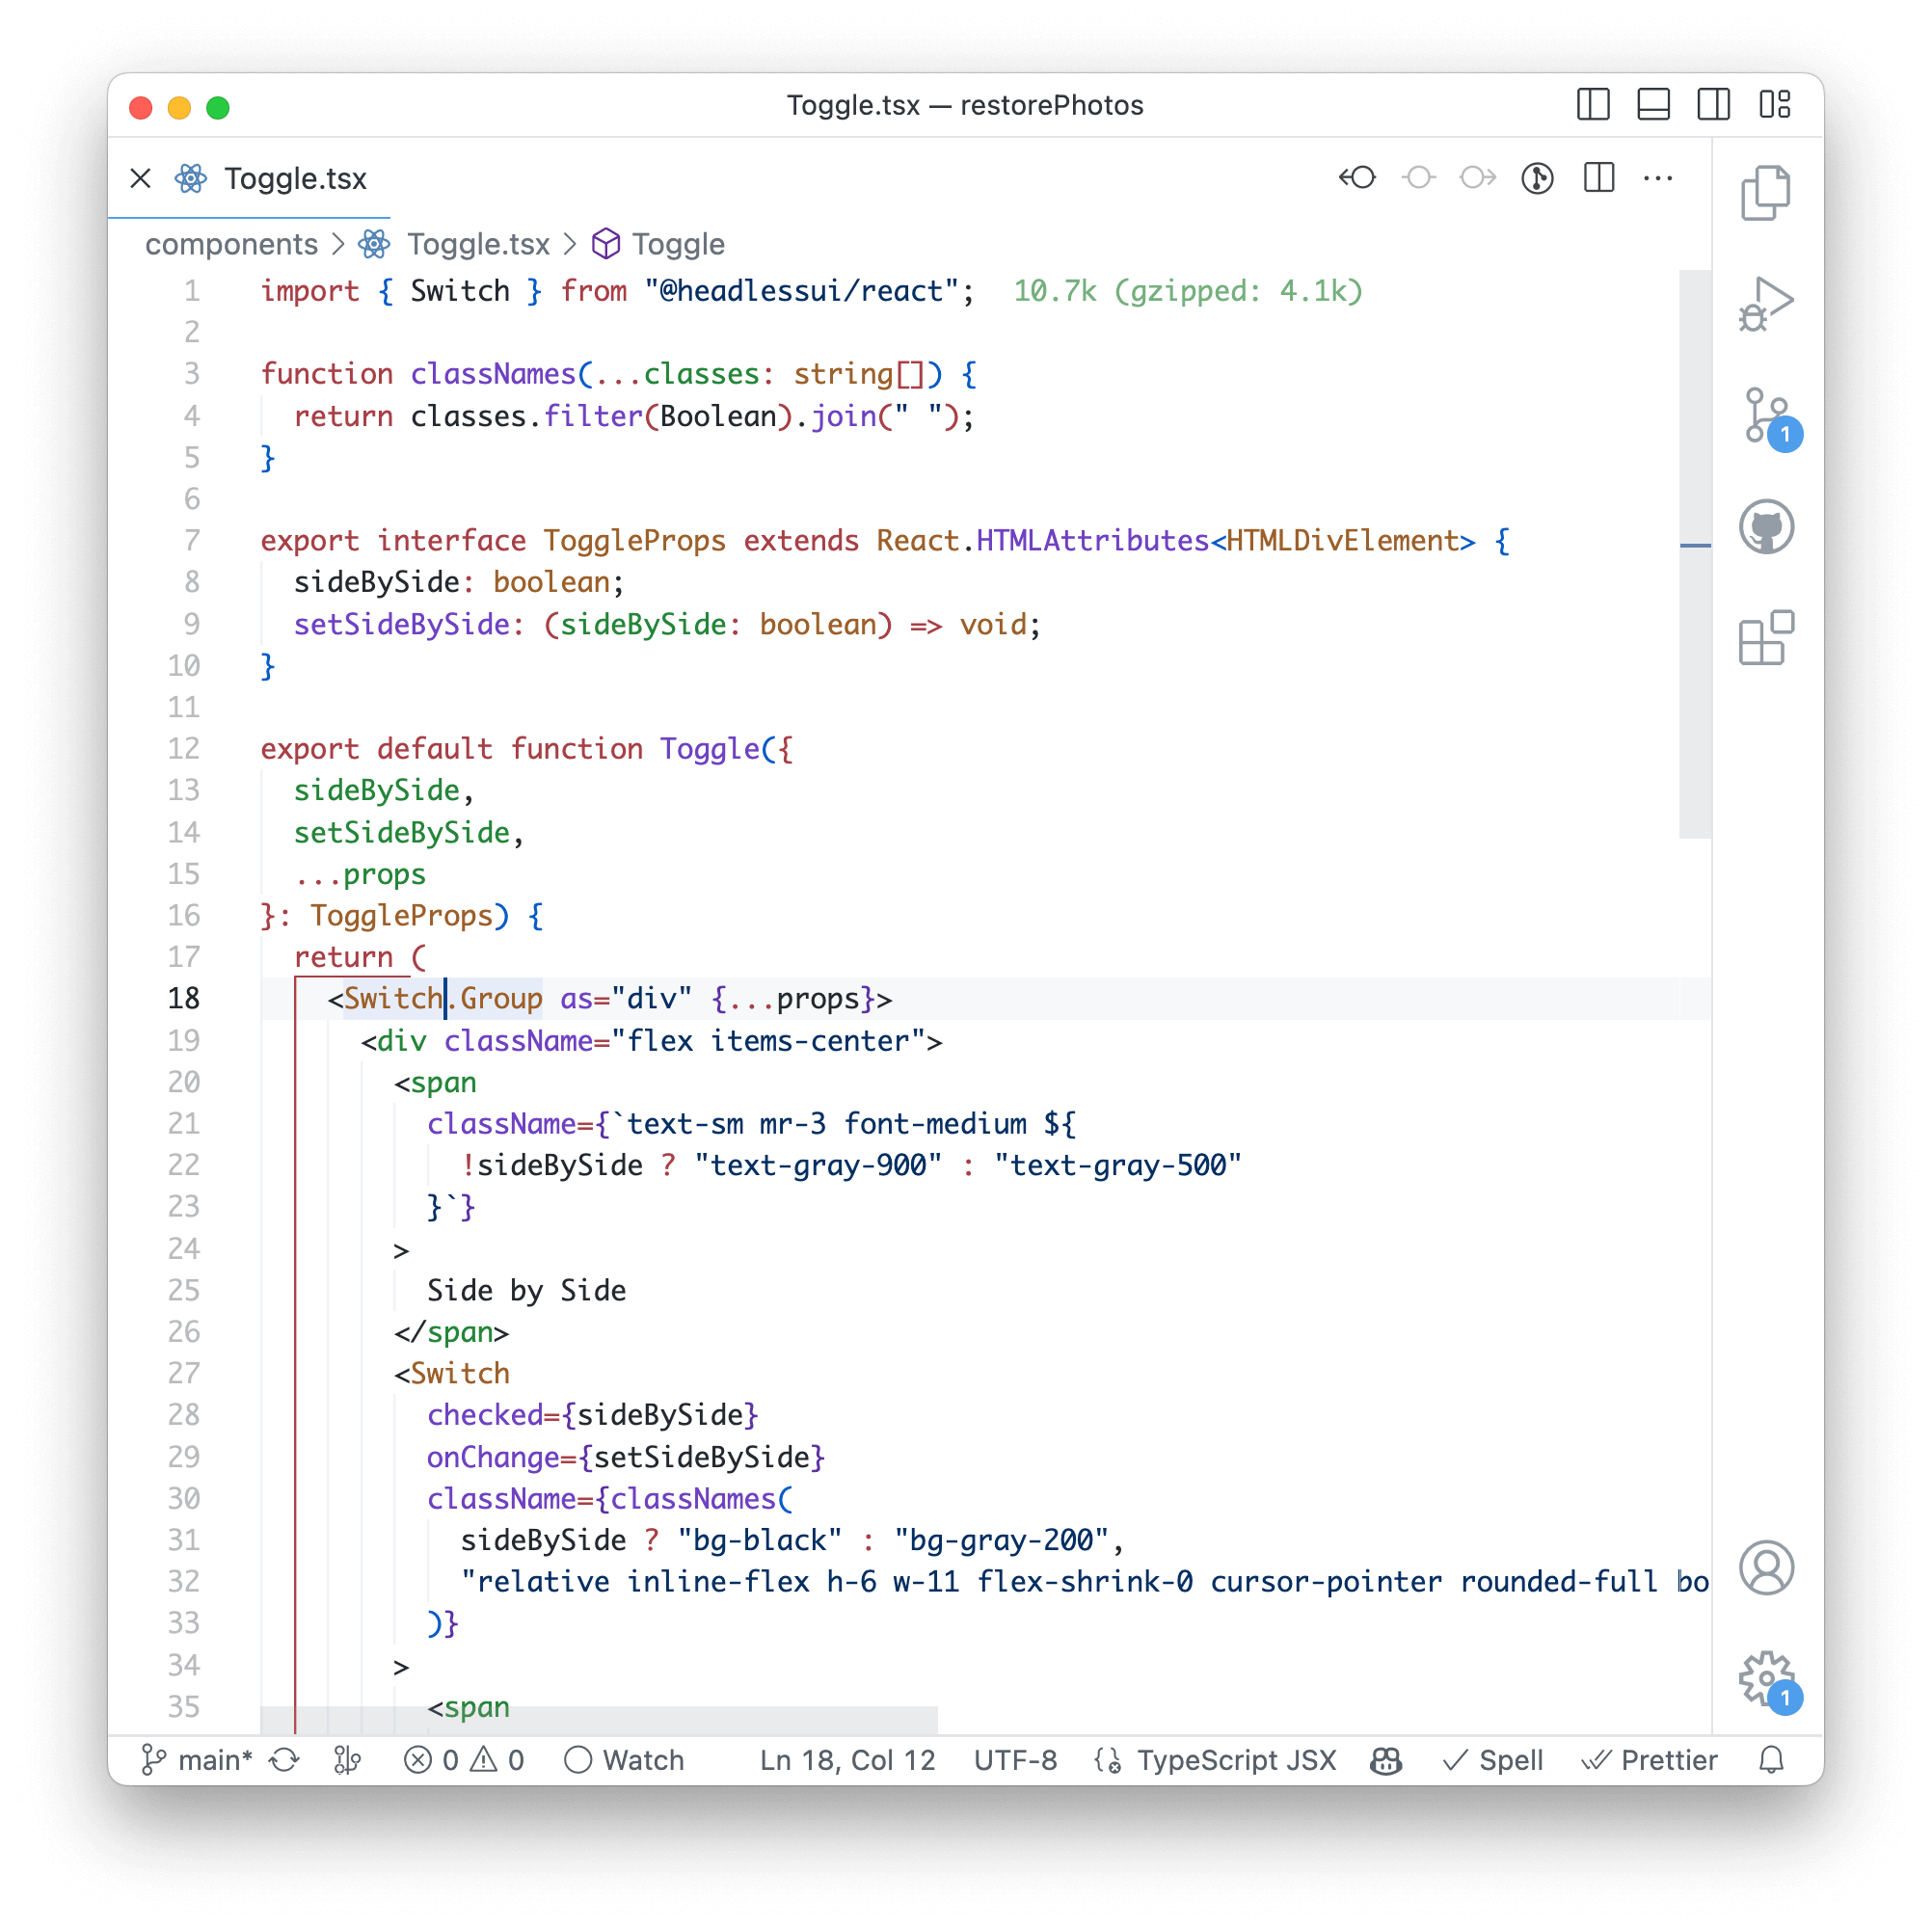 Toggle.tsx — restorePhotos
Toggle.tsx
components > Toggle.tsx > Toggle
1 import { Switch } from "@headlessui/react"; 10.7k (gzipped: 4.1k)
2
3 function classNames(...classes: string[]) {
4 return classes.filter(Boolean).join(" ");
5 }
6
7 export interface ToggleProps extends React.HTMLAttributes<HTMLDivElement> {
8 sideBySide: boolean;
9 setSideBySide: (sideBySide: boolean) => void;
10 }
11
12 export default function Toggle({
13 sideBySide,
14 setSideBySide,
15 ...props
16 }: ToggleProps) {
17 return (
18 <Switch.Group as="div" {...props}>
19 <div className="flex items-center">
20 <span
21 className={`text-sm mr-3 font-medium ${
22 !sideBySide ? "text-gray-900" : "text-gray-500"
23 }`}
24 >
25 Side by Side
26 </span>
27 <Switch
28 checked={sideBySide}
29 onChange={setSideBySide}
30 className={classNames(
31 sideBySide ? "bg-black" : "bg-gray-200",
32 "relative inline-flex h-6 w-11 flex-shrink-0 cursor-pointer rounded-full bo
33 )}
34 >
35 <span
1
1
main* 0 0 Watch Ln 18, Col 12 UTF-8 TypeScript JSX Spell Prettier